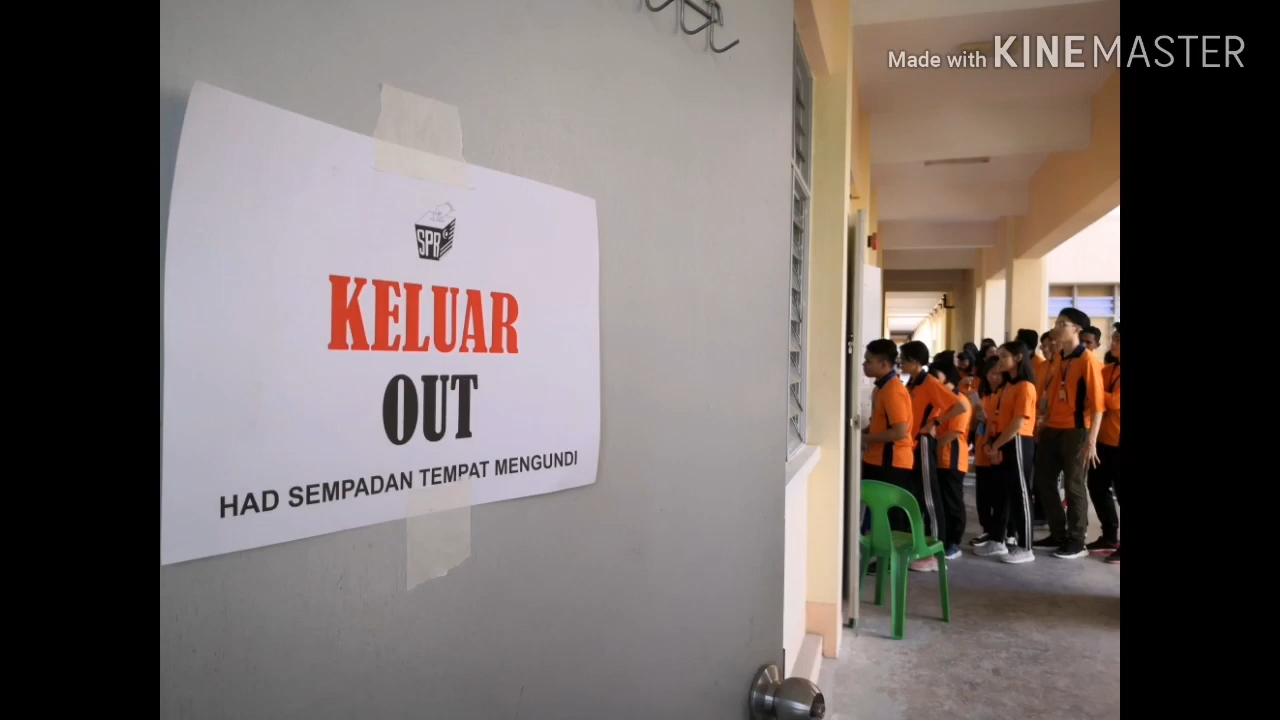 Made with KINEMASTER
SPR
KELUAR
OUT
HAD SEMPADAN TEMPAT MENGUNDI